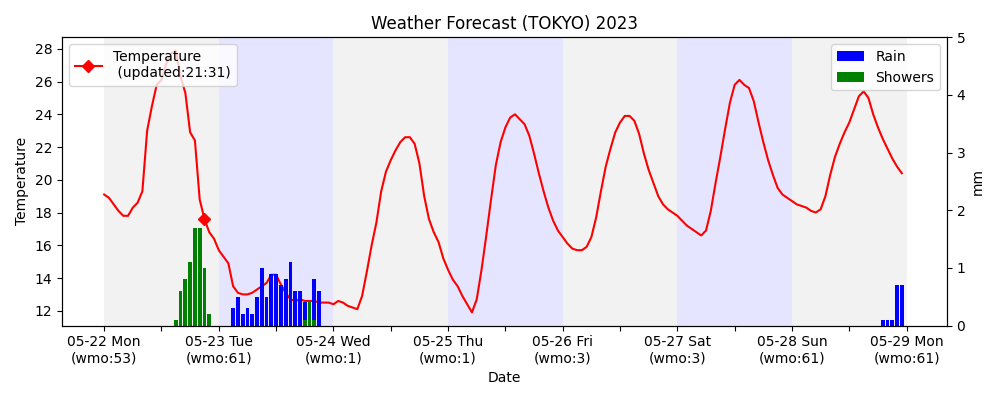 Weather Forecast (TOKYO) 2023
Temperature
(updated:21:31)
Rain
Showers
28
26
24
22
20
18
16
14
12
Temperature
5
4
3
2
1
0
mm
05-22 Mon
(wmo:53)
05-23 Tue
(wmo:61)
05-24 Wed
(wmo:1)
05-25 Thu
(wmo:1)
05-26 Fri
(wmo:3)
05-27 Sat
(wmo:3)
05-28 Sun
(wmo:61)
05-29 Mon
(wmo:61)
Date